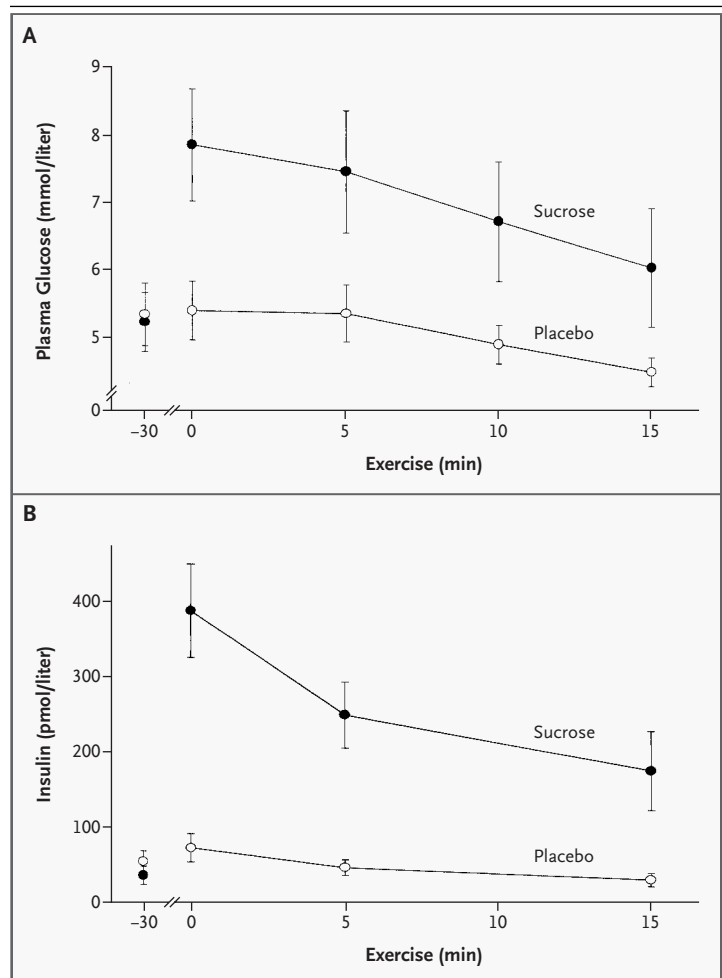 A
9
8
7
6
5
0
Plasma Glucose (mmol/liter)
Sucrose
Placebo
–30 0 5 10 15
Exercise (min)
B
400
300
200
100
0
Insulin (pmol/liter)
Sucrose
Placebo
–30 0 5 10 15
Exercise (min)